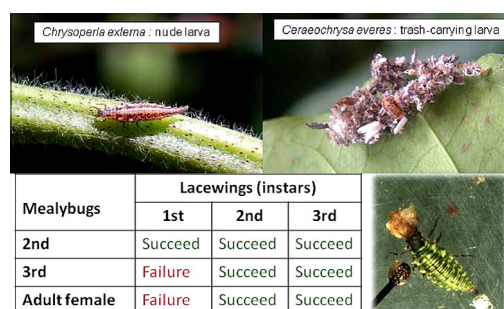 Chrysoperla externa : nude larva
Ceraeochrysa everes : trash-carrying larva
Mealybugs
Lacewings (instars)
1st 2nd 3rd
2nd Succeed Succeed Succeed
3rd Failure Succeed Succeed
Adult female Failure Succeed Succeed